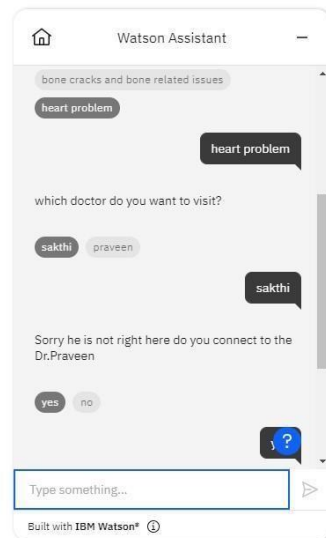 Watson Assistant
bone cracks and bone related issues
heart problem
heart problem
which doctor do you want to visit?
sakthi praveen
sakthi
Sorry he is not right here do you connect to the
Dr.Praveen
yes no
?
Type something...
Built with IBM Watson®